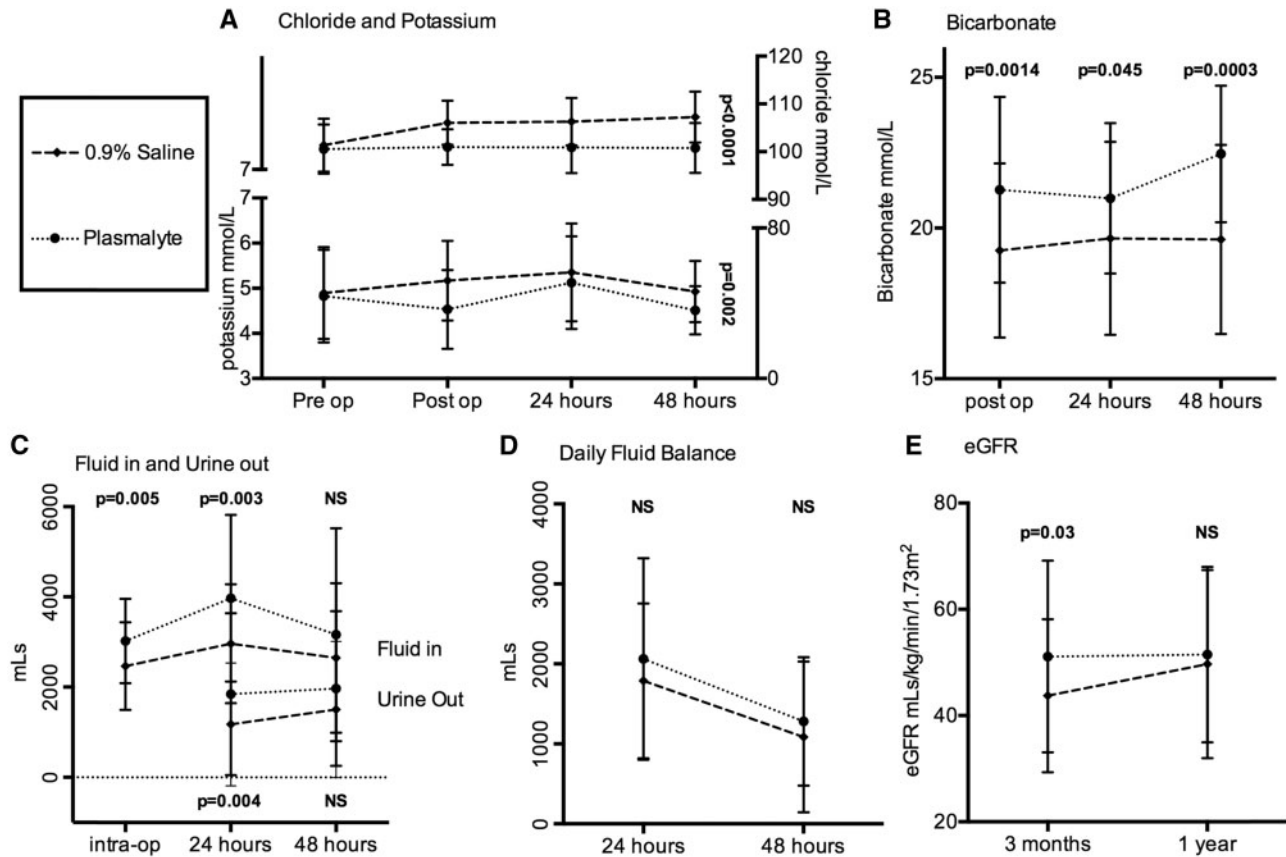 A Chloride and Potassium
0.9% Saline
Plasmalyte
7
7
6
5
4
3
potassium mmol/L
120
110
100
90
80
0
chloride mmol/L
p<0.0001
p=0.002
Pre op Post op 24 hours 48 hours
B Bicarbonate
p=0.0014 p=0.045 p=0.0003
25
20
15
Bicarbonate mmol/L
post op 24 hours 48 hours
C Fluid in and Urine out
p=0.005 p=0.003 NS
6000
4000
2000
0
mLs
Fluid in
Urine Out
p=0.004 NS
intra-op 24 hours 48 hours
D Daily Fluid Balance
NS NS
4000
3000
2000
1000
0
mLs
24 hours 48 hours
E eGFR
p=0.03 NS
80
60
40
20
eGFR mLs/kg/min/1.73m²
3 months 1 year